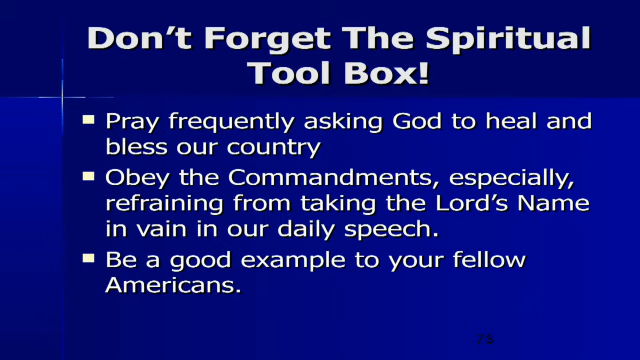 Don't Forget The Spiritual
Tool Box!
Pray frequently asking God to heal and
bless our country
Obey the Commandments, especially,
refraining from taking the Lord's Name
in vain in our daily speech.
Be a good example to your fellow
Americans.
73